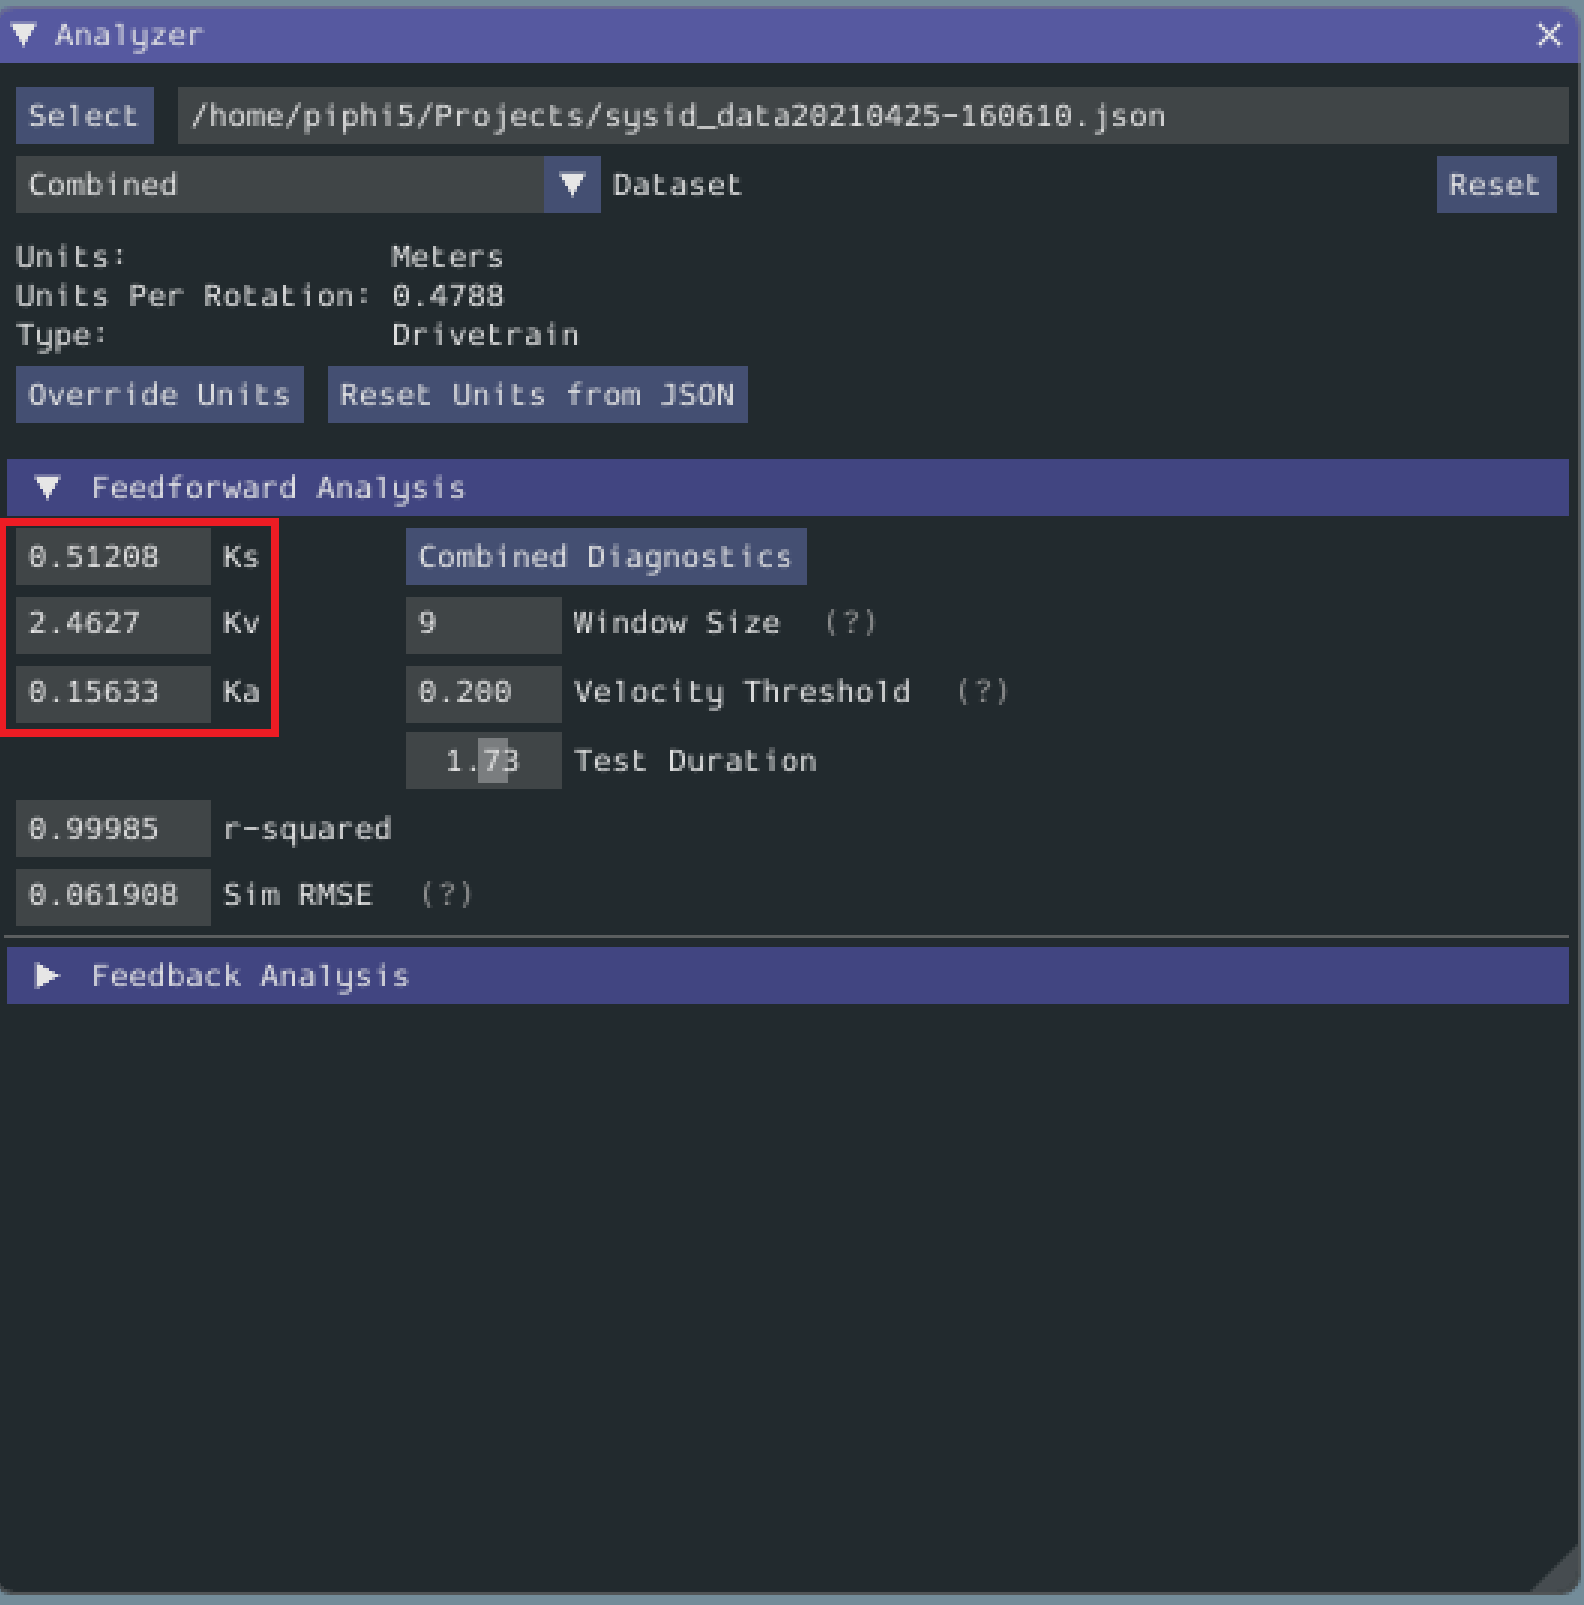 Analyzer
Select /home/piphi5/Projects/sysid_data20210425-160610.json
Combined Dataset Reset
Units: Meters
Units Per Rotation: 0.4788
Type: Drivetrain
Override Units Reset Units from JSON
Feedforward Analysis
0.51208 Ks Combined Diagnostics
2.4627 Kv 9 Window Size (?)
0.15633 Ka 0.200 Velocity Threshold (?)
1.73 Test Duration
0.99985 r-squared
0.061908 Sim RMSE (?)
Feedback Analysis